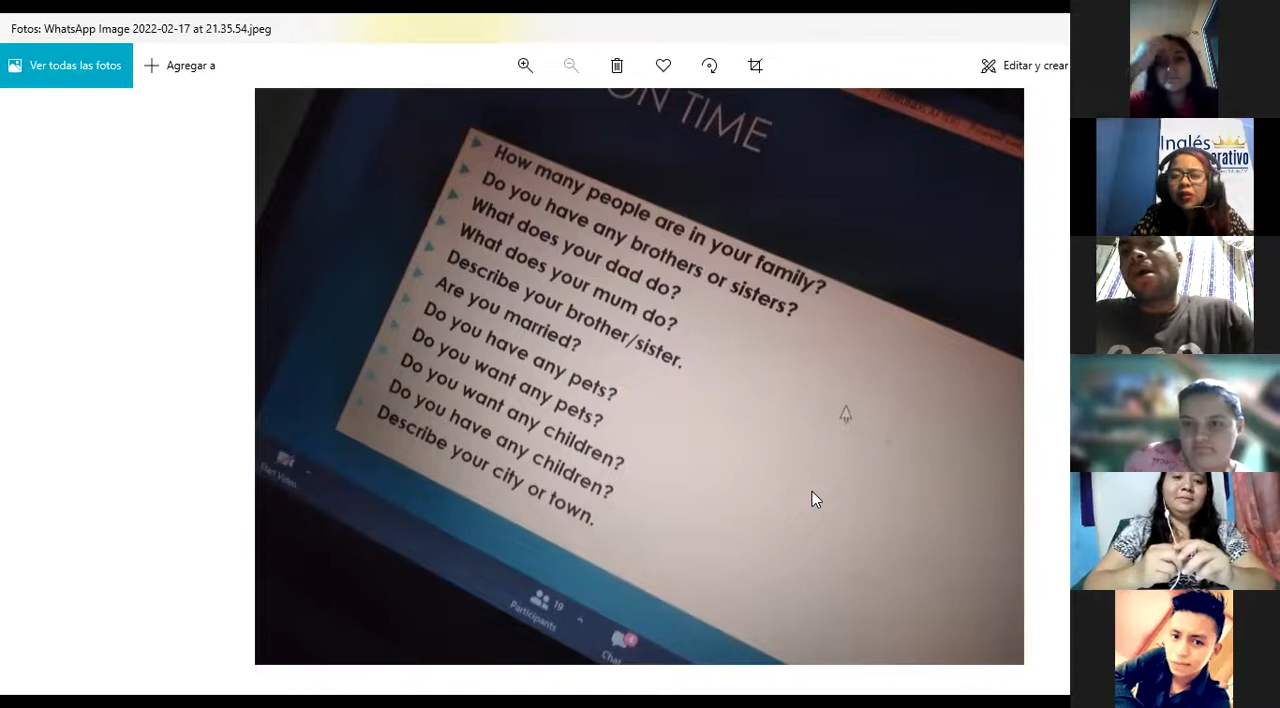 Fotos: WhatsApp Image 2022-02-17 at 21.35.54.jpeg
Ver todas las fotos
Agregar a
Editar y crear
ON TIME
How many people are in your family?
Do you have any brothers or sisters?
What does your dad do?
What does your mum do?
Describe your brother/sister.
Are you married?
Do you have any pets?
Do you want any pets?
Do you want any children?
Do you have any children?
Describe your city or town.
Start Video
19
Participants
Chat
Inglés